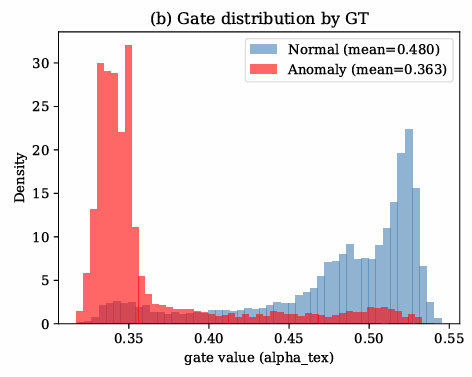 (b) Gate distribution by GT
Normal (mean=0.480)
Anomaly (mean=0.363)
Density
30
25
20
15
10
5
0
0.35 0.40 0.45 0.50 0.55
gate value (alpha_tex)